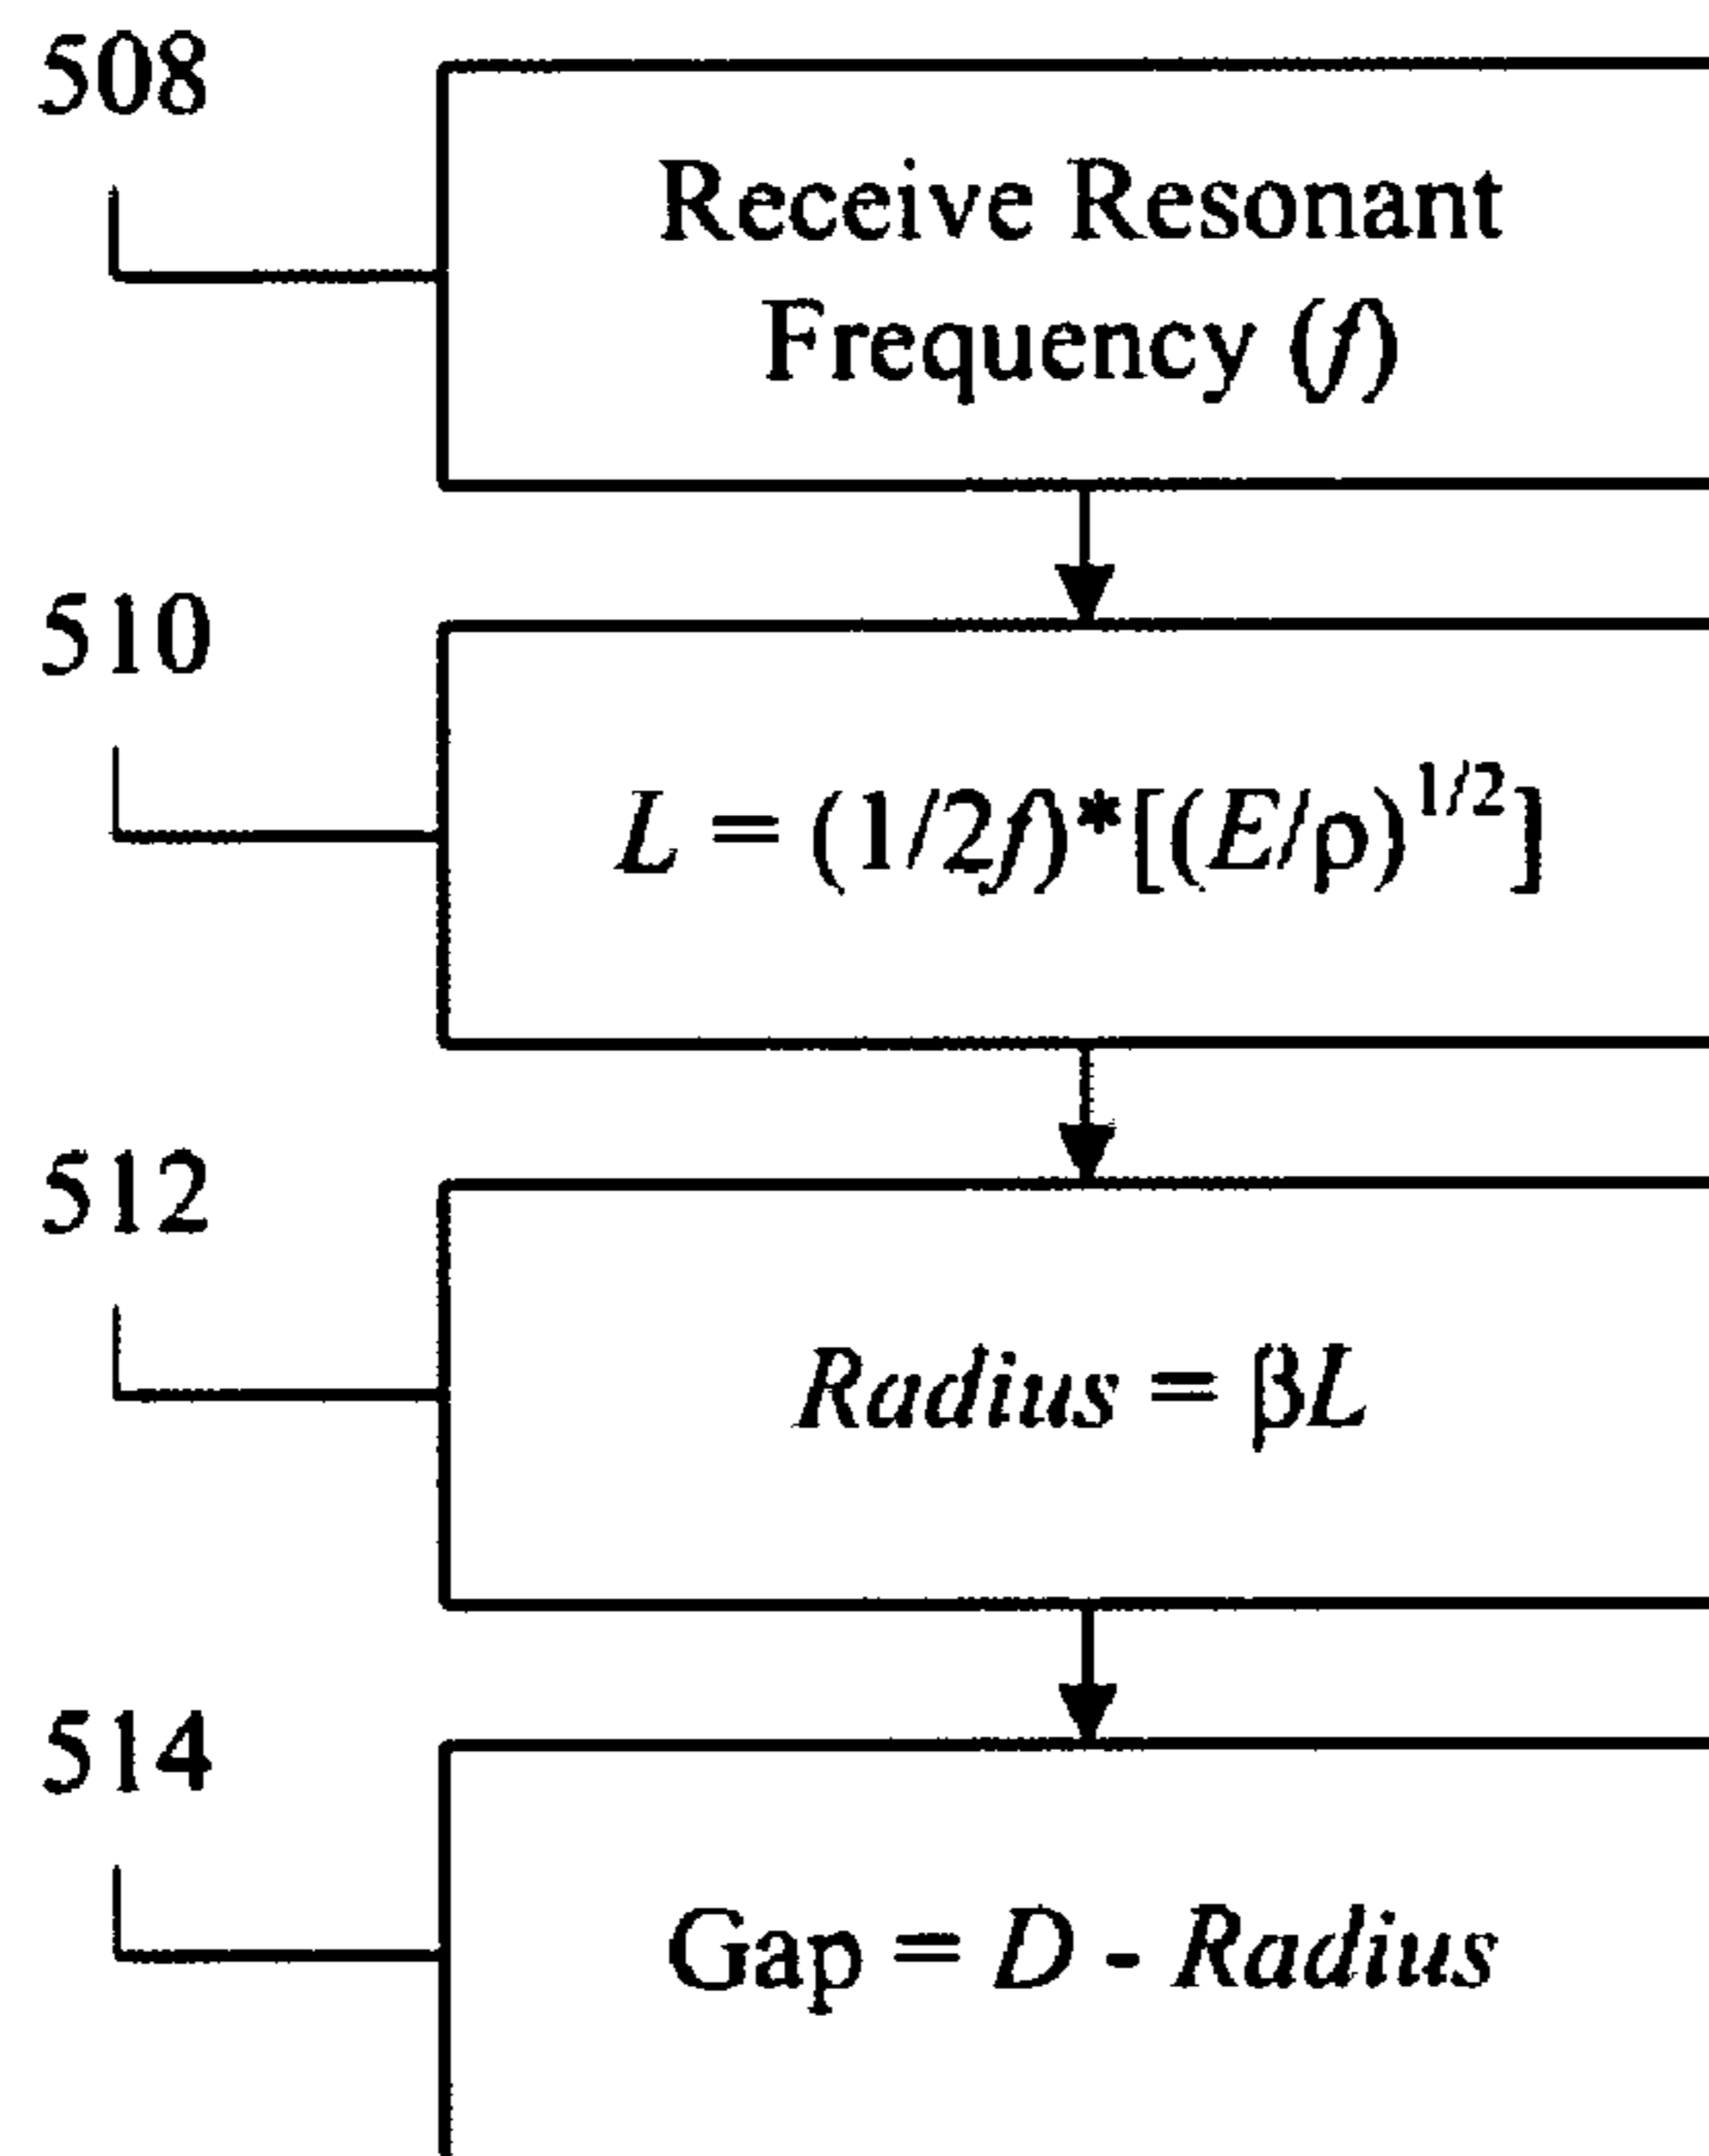 508
Receive Resonant
Frequency (f)
510
L = (1/2f)*[(E/ρ)^1/2]
512
Radius = βL
514
Gap = D - Radius